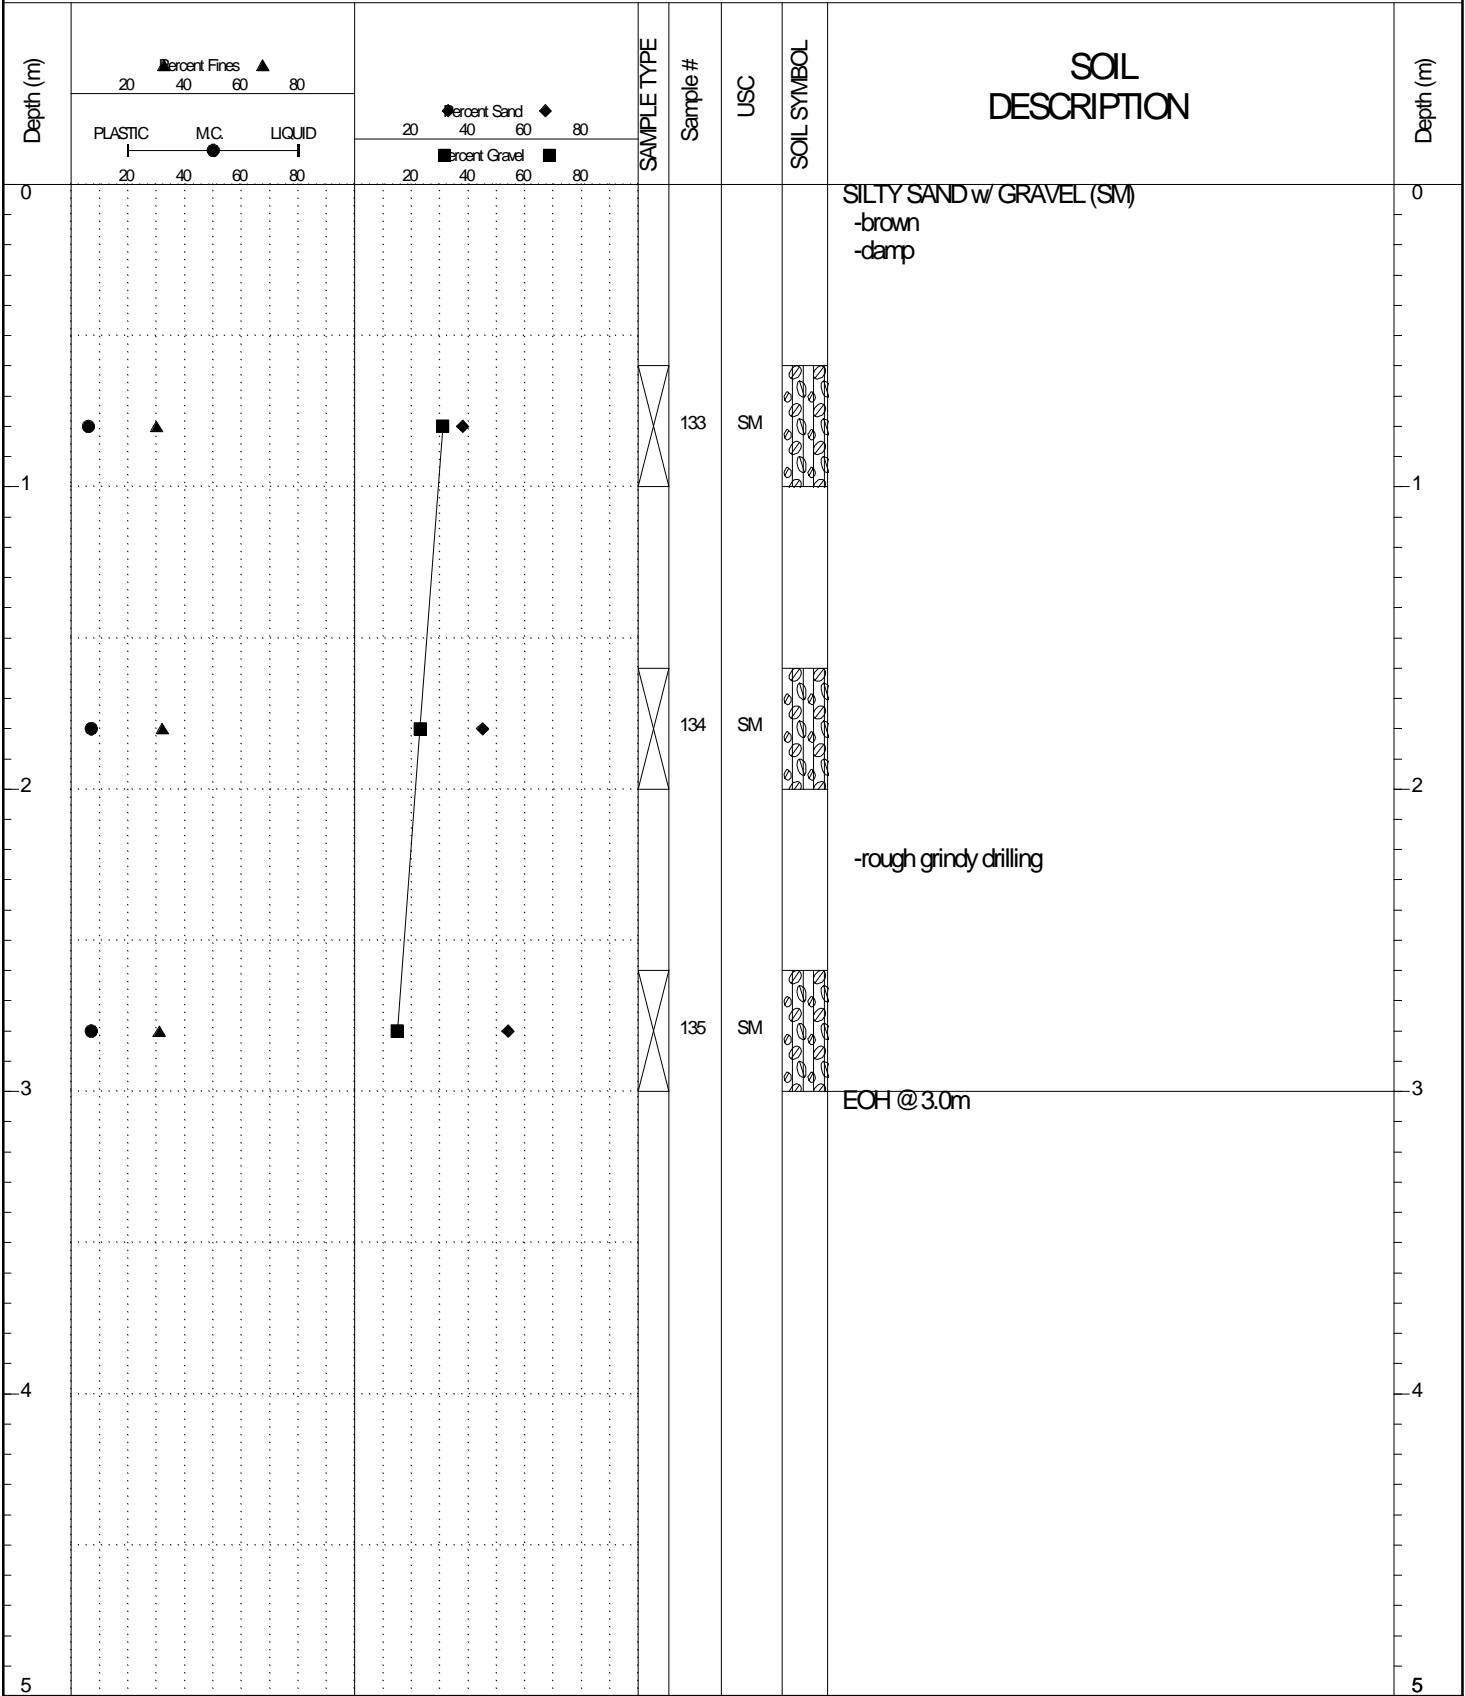 Depth (m)
Percent Fines
20 40 60 80
PLASTIC M.C. LIQUID
20 40 60 80
Percent Sand
20 40 60 80
Percent Gravel
20 40 60 80
SAMPLE TYPE
Sample #
USC
SOIL SYMBOL
SOIL
DESCRIPTION
Depth (m)
0 SILTY SAND w/ GRAVEL (SM) 0
-brown
-damp
133 SM
1 1
134 SM
2 2
-rough grindy drilling
135 SM
3 3
EOH @ 3.0m
4 4
5 5